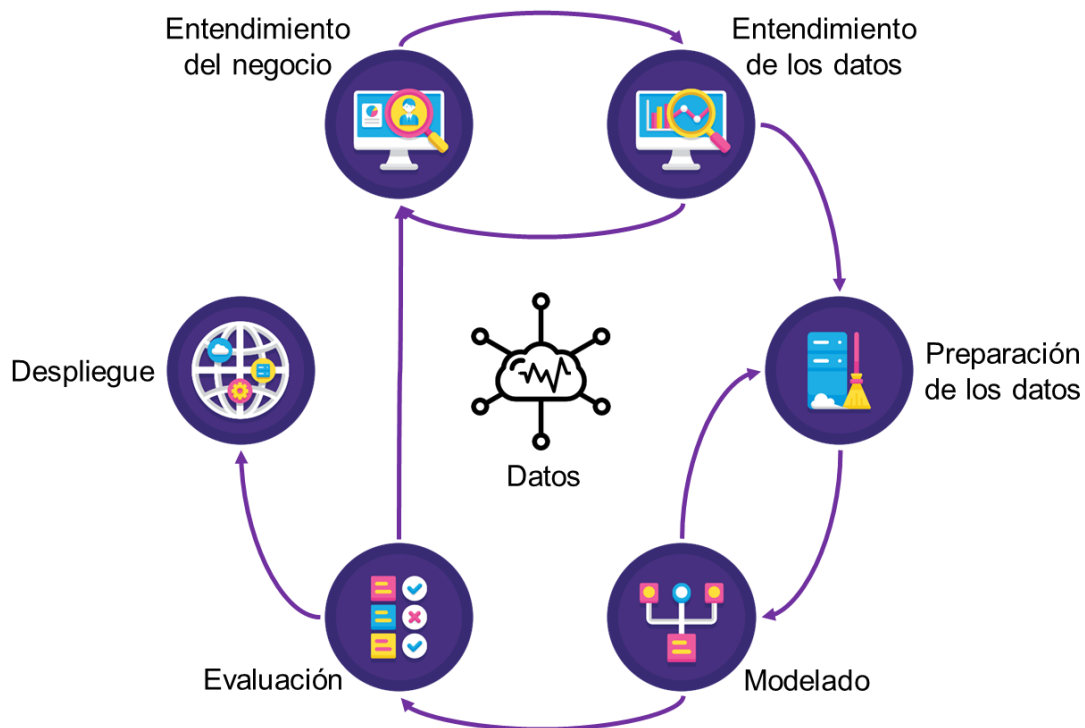 Entendimiento
del negocio
Entendimiento
de los datos
Despliegue
Preparación
de los datos
Datos
Evaluación
Modelado